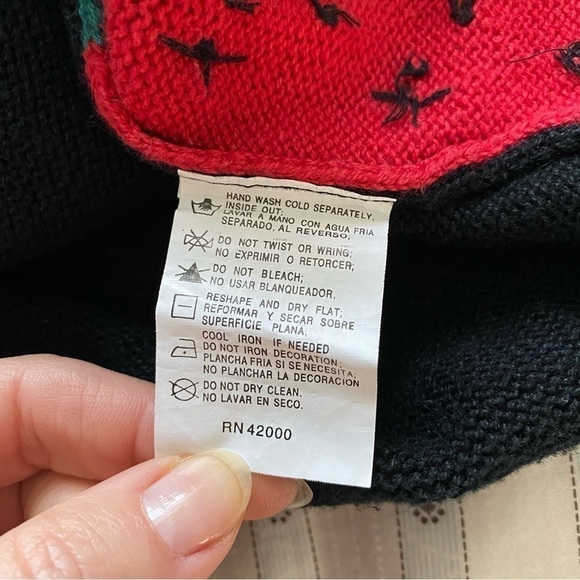 HAND WASH COLD SEPARATELY.
INSIDE OUT;
LAVAR A MANO CON AGUA FRIA
SEPARADO, AL REVERSO;
DO NOT TWIST OR WRING;
NO EXPRIMIR O RETORCER;
DO NOT BLEACH;
NO USAR BLANQUEADOR.
RESHAPE AND DRY FLAT;
REFORMAR Y SECAR SOBRE
SUPERFICIE PLANA.
COOL IRON IF NEEDED
DO NOT IRON DECORATION;
PLANCHA FRIA SI SE NECESITA;
NO PLANCHAR LA DECORACION
DO NOT DRY CLEAN.
NO LAVAR EN SECO.
RN 42000